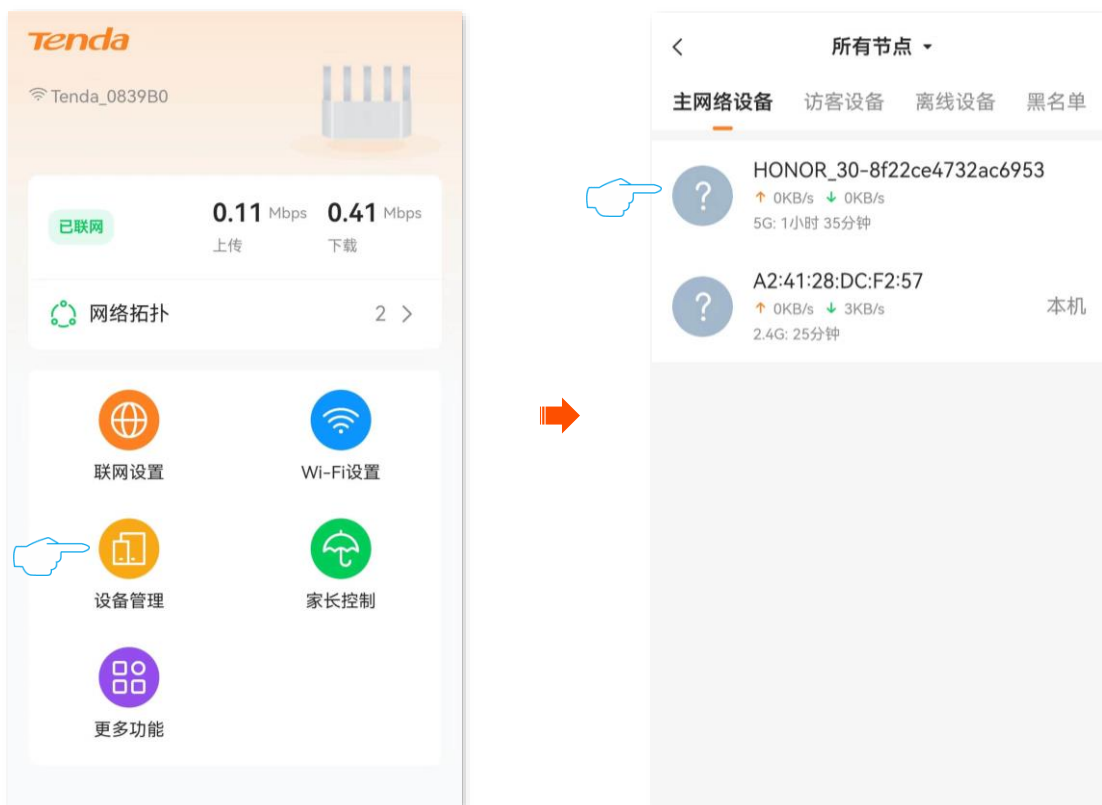 Tenda
Tenda_0839B0
已联网
0.11 Mbps 0.41 Mbps
上传 下载
网络拓扑 2
联网设置 Wi-Fi设置
设备管理 家长控制
更多功能
所有节点
主网络设备 访客设备 离线设备 黑名单
?
HONOR_30-8f22ce4732ac6953
↑ 0KB/s ↓ 0KB/s
5G: 1小时 35分钟
?
A2:41:28:DC:F2:57
↑ 0KB/s ↓ 3KB/s
本机
2.4G: 25分钟